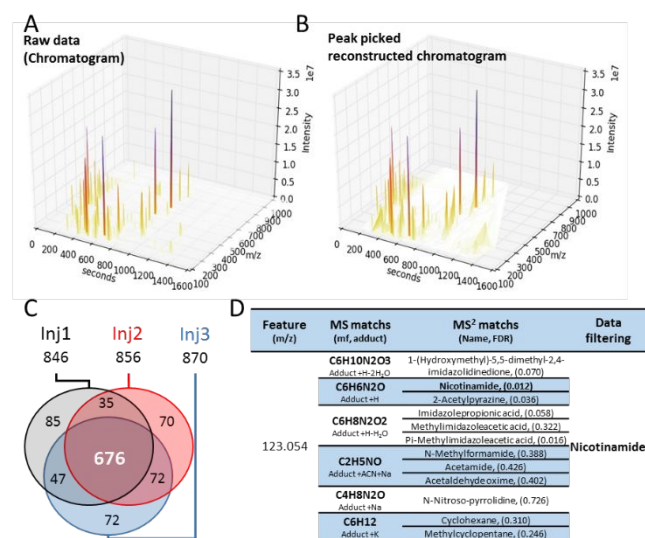 A
Raw data
(Chromatogram)
3.5
1e7
3.0
2.5
2.0
1.5
1.0
0.5
0.0
Intensity
0
200
400
600
800
1000
1200
1400
1600
seconds
100
200
300
400
500
600
700
800
900
1000
m/z
B
Peak picked
reconstructed chromatogram
3.5
1e7
3.0
2.5
2.0
1.5
1.0
0.5
0.0
Intensity
0
200
400
600
800
1000
1200
1400
1600
seconds
100
200
300
400
500
600
700
800
900
1000
m/z
C
Inj1 Inj2 Inj3
846 856 870
35
85 70
676
47 72
72
D
Feature
(m/z)
MS matchs
(mf, adduct)
MS² matchs
(Name, FDR)
Data
filtering
123.054
C6H10N2O3
Adduct +H-2H₂O
1-(Hydroxymethyl)-5,5-dimethyl-2,4-
imidazolidinedione, (0.070)
C6H6N2O
Adduct +H
Nicotinamide, (0.012)
2-Acetylpyrazine, (0.036)
C6H8N2O2
Adduct +H-H₂O
Imidazolepropionic acid, (0.058)
Methylimidazoleacetic acid, (0.322)
Pi-Methylimidazoleacetic acid, (0.016)
C2H5NO
Adduct +ACN+Na
N-Methylformamide, (0.388)
Acetamide, (0.426)
Acetaldehyde oxime, (0.402)
C4H8N2O
Adduct +Na
N-Nitroso-pyrrolidine, (0.726)
C6H12
Adduct +K
Cyclohexane, (0.310)
Methylcyclopentane, (0.246)
Nicotinamide